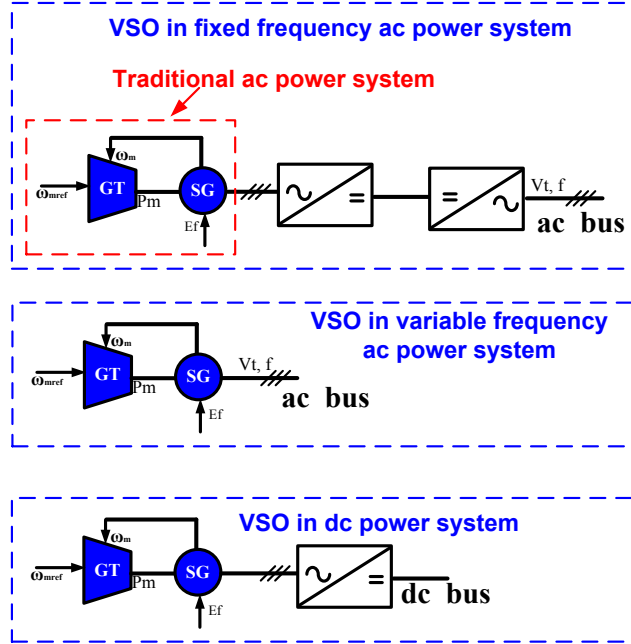 VSO in fixed frequency ac power system
Traditional ac power system
ωm
ωmref
GT
Pm
SG
Ef
~
=
=
~
Vt, f
ac bus
VSO in variable frequency
ac power system
ωm
ωmref
GT
Pm
SG
Ef
Vt, f
ac bus
VSO in dc power system
ωm
ωmref
GT
Pm
SG
Ef
~
=
dc bus